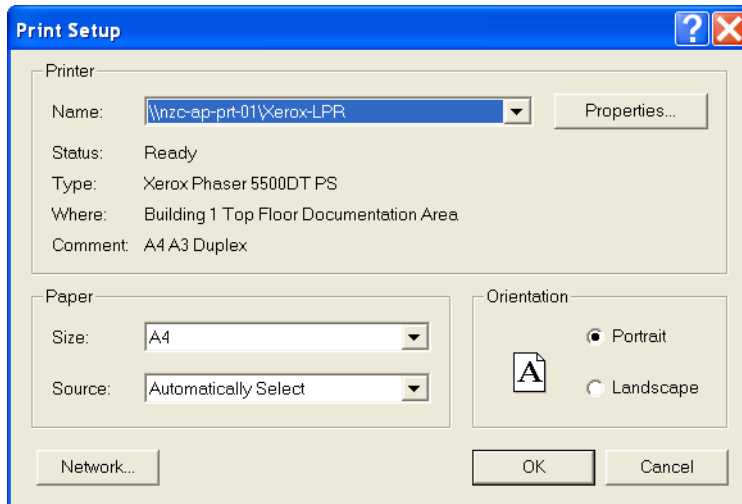 Print Setup
Printer
Name: \\nzc-ap-prt-01\Xerox-LPR Properties...
Status: Ready
Type: Xerox Phaser 5500DT PS
Where: Building 1 Top Floor Documentation Area
Comment: A4 A3 Duplex
Paper
Size: A4
Source: Automatically Select
Orientation
A
Portrait
Landscape
Network... OK Cancel